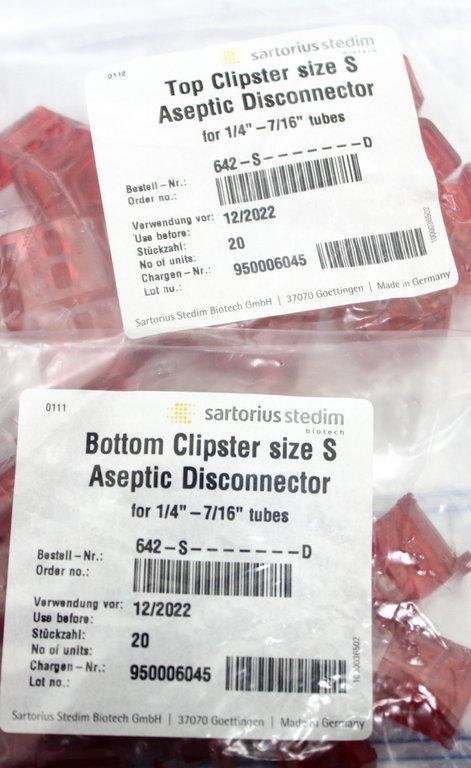 0112
sartorius stedim
biotech
Top Clipster size S
Aseptic Disconnector
for 1/4" – 7/16" tubes
Bestell – Nr.: 642-S-------D
Order no.:
Verwendung vor: 12/2022
Use before:
Stückzahl: 20
No of units:
Chargen – Nr.: 950006045
Lot no.:
Sartorius Stedim Biotech GmbH | 37070 Goettingen | Made in Germany
0111
sartorius stedim
biotech
Bottom Clipster size S
Aseptic Disconnector
for 1/4" – 7/16" tubes
Bestell – Nr.: 642-S-------D
Order no.:
Verwendung vor: 12/2022
Use before:
Stückzahl: 20
No of units:
Chargen – Nr.: 950006045
Lot no.:
Sartorius Stedim Biotech GmbH | 37070 Goettingen | Made in Germany